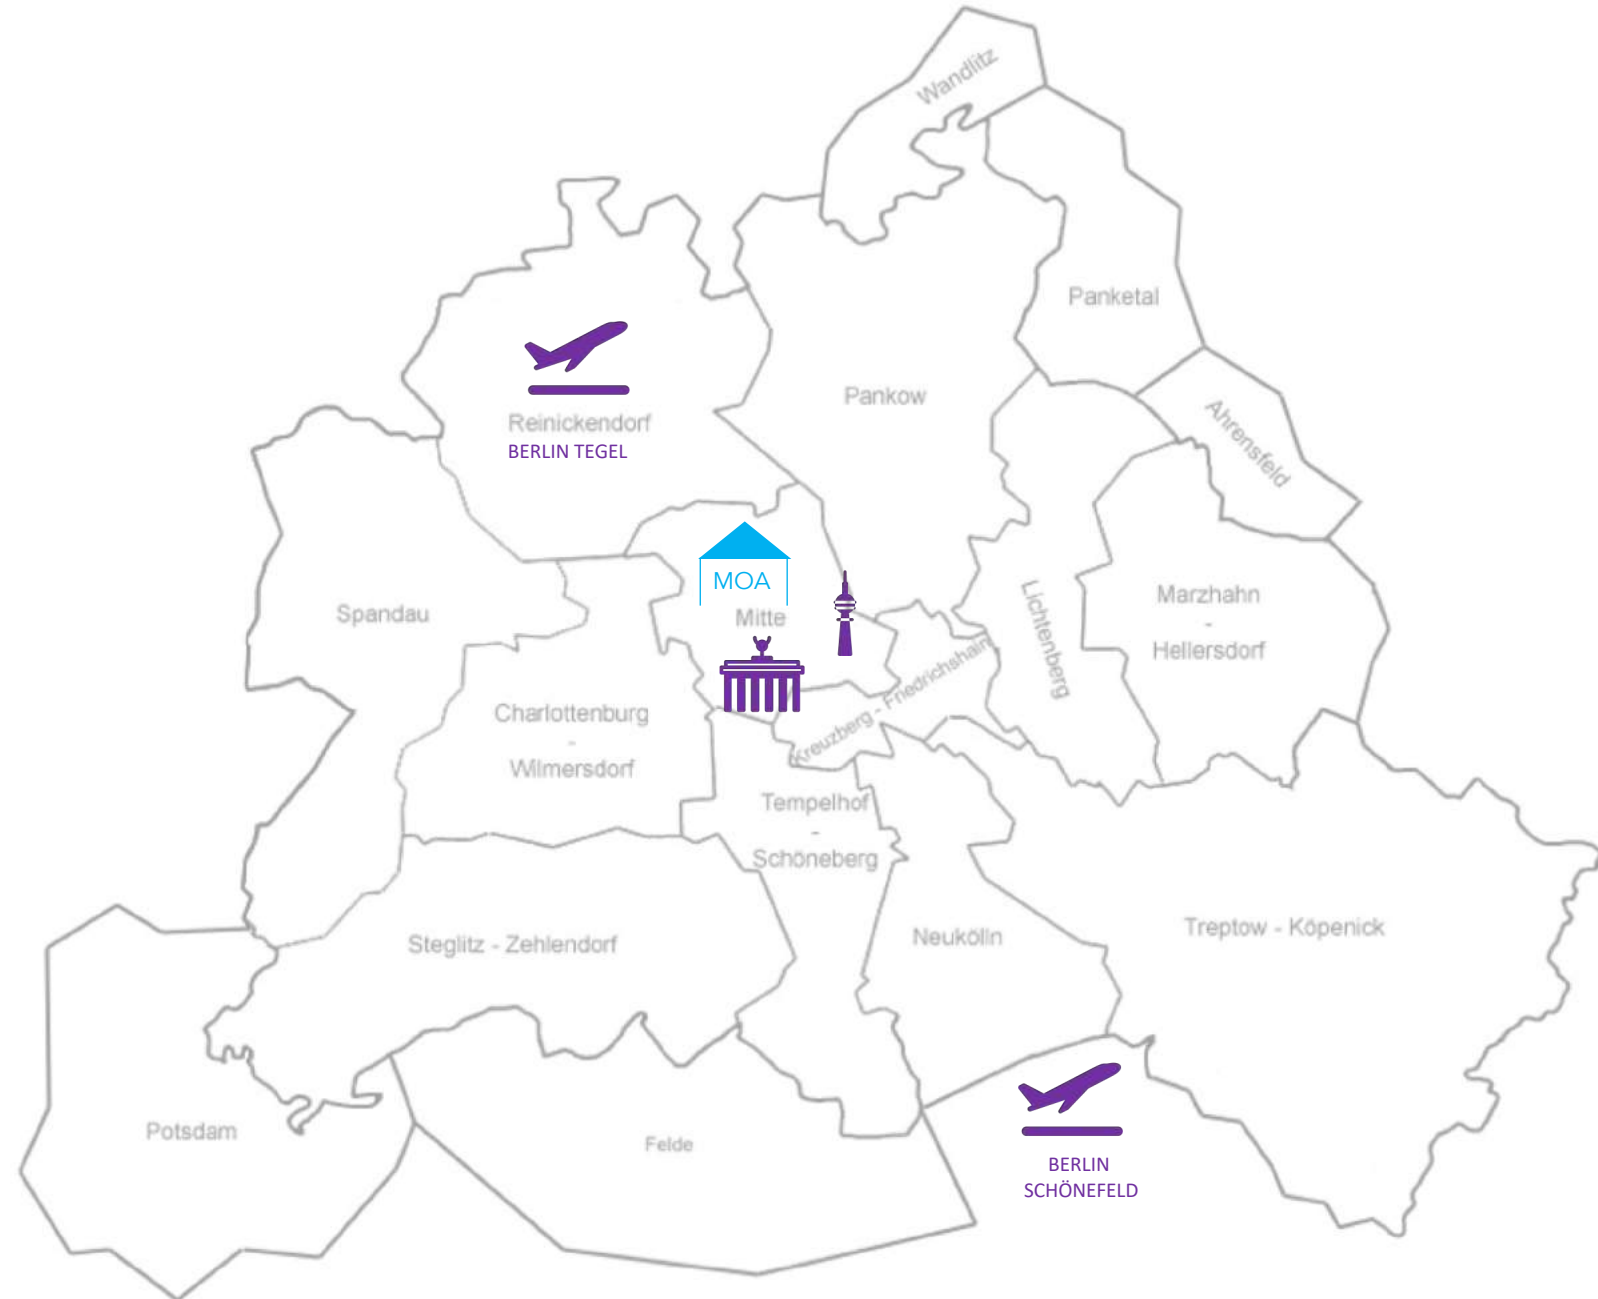 Wandlitz
Panketal
Pankow
Ahrensfeld
Reinickendorf
BERLIN TEGEL
MOA
Mitte
Spandau
Lichtenberg
Marzhahn
-
Hellersdorf
Kreuzberg - Friedrichshain
Charlottenburg
-
Wilmersdorf
Tempelhof
-
Schöneberg
Steglitz - Zehlendorf
Neukölln
Treptow - Köpenick
Potsdam
Felde
BERLIN
SCHÖNEFELD